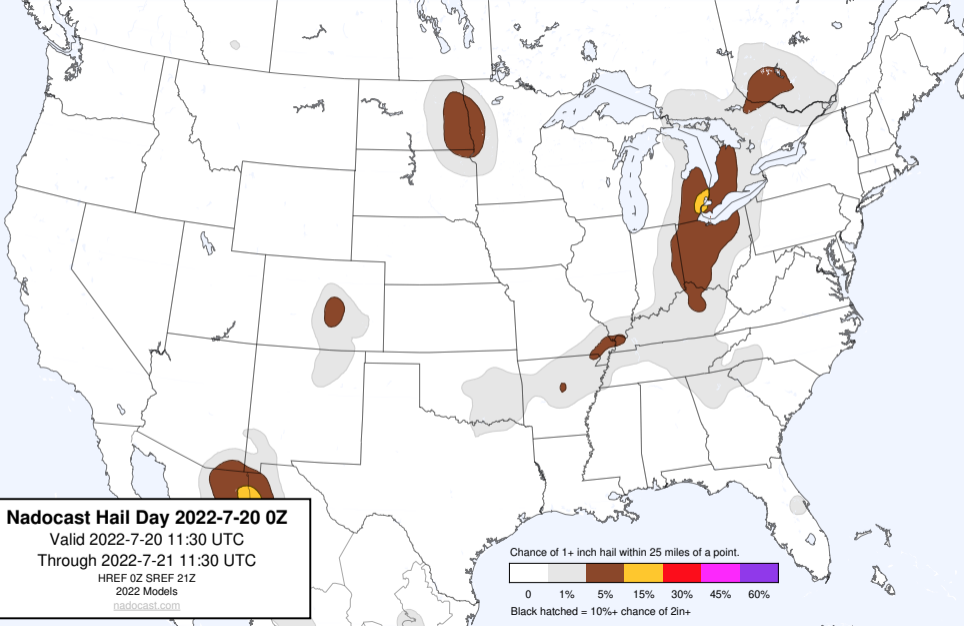 Nadocast Hail Day 2022-7-20 0Z
Valid 2022-7-20 11:30 UTC
Through 2022-7-21 11:30 UTC
HREF 0Z SREF 21Z
2022 Models
nadocast.com
Chance of 1+ inch hail within 25 miles of a point.
0 1% 5% 15% 30% 45% 60%
Black hatched = 10%+ chance of 2in+